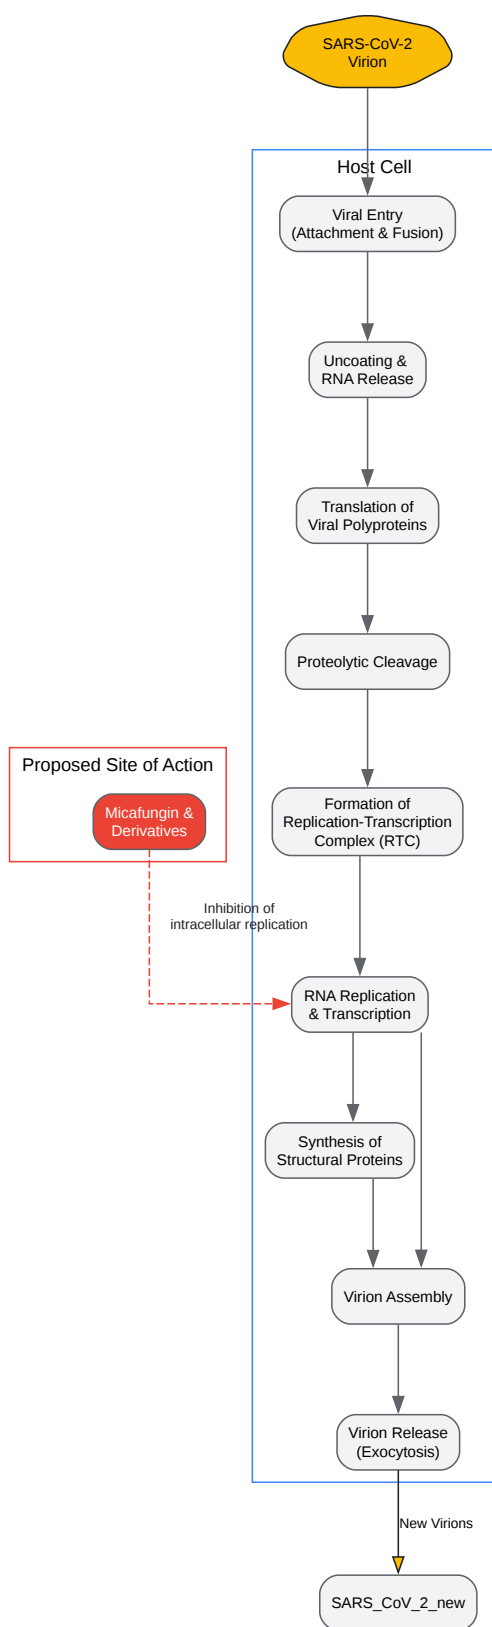 SARS-CoV-2
Virion
Host Cell
Viral Entry
(Attachment & Fusion)
Uncoating &
RNA Release
Translation of
Viral Polyproteins
Proteolytic Cleavage
Proposed Site of Action
Micafungin &
Derivatives
Formation of
Replication-Transcription
Complex (RTC)
Inhibition of
intracellular replication
RNA Replication
& Transcription
Synthesis of
Structural Proteins
Virion Assembly
Virion Release
(Exocytosis)
New Virions
SARS_CoV_2_new